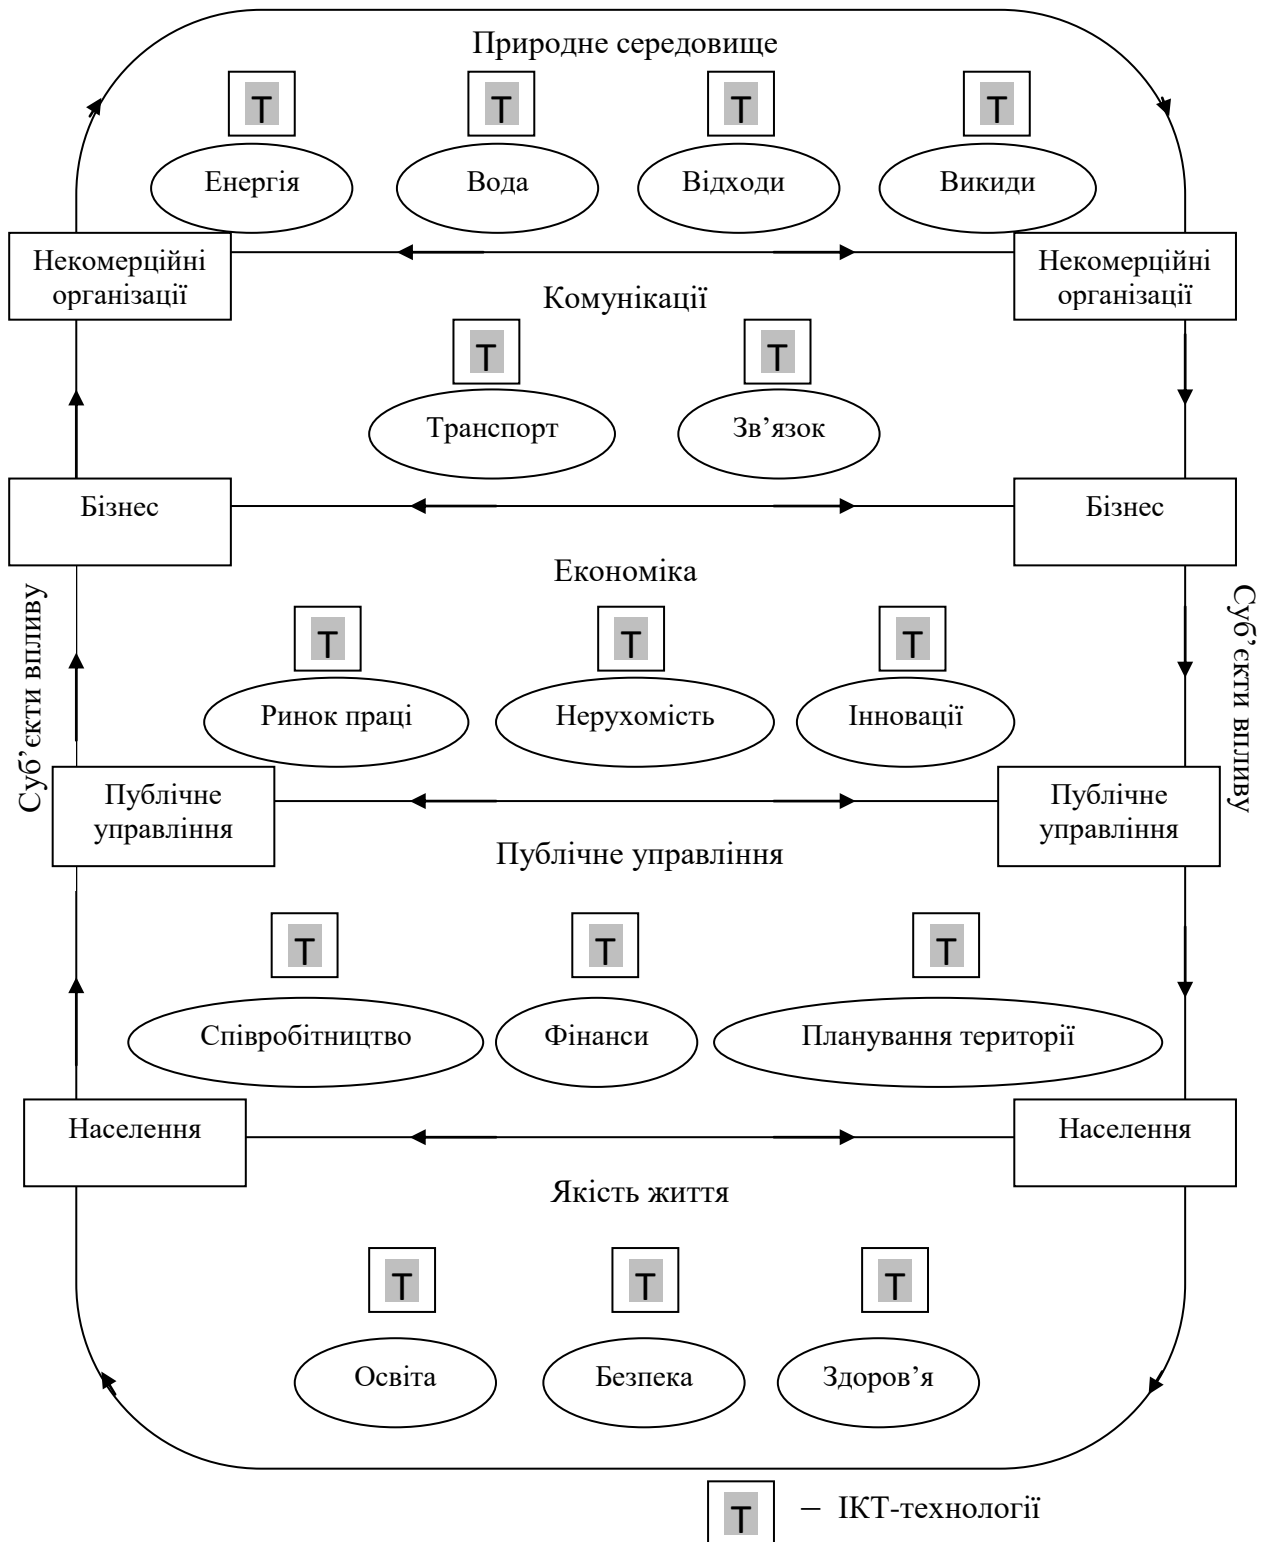 Природне середовище
Т Т Т Т
Енергія Вода Відходи Викиди
Некомерційні
організації
Некомерційні
організації
Комунікації
Т Т
Транспорт Зв’язок
Бізнес
Бізнес
Економіка
Суб’єкти впливу
Суб’єкти впливу
Т Т Т
Ринок праці Нерухомість Інновації
Публічне
управління
Публічне
управління
Публічне управління
Т Т Т
Співробітництво Фінанси Планування території
Населення
Населення
Якість життя
Т Т Т
Освіта Безпека Здоров’я
Т – ІКТ-технології